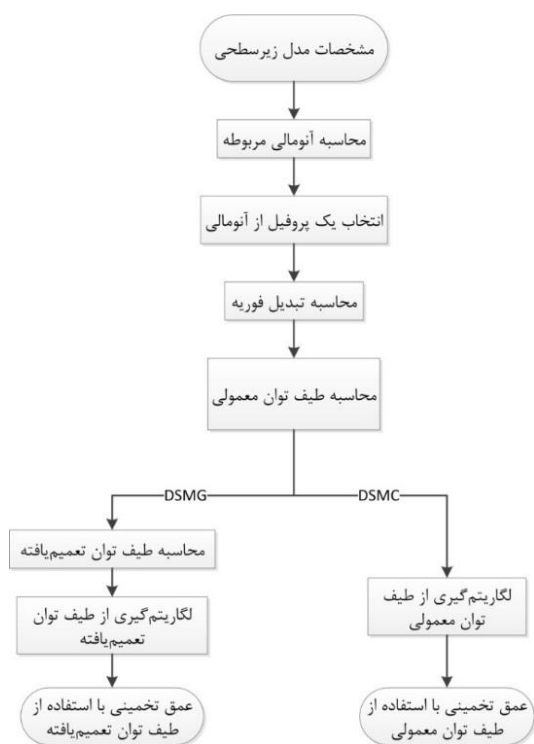 مشخصات مدل زیرسطحی
محاسبه آنومالی مربوطه
انتخاب یک پروفیل از آنومالی
محاسبه تبدیل فوریه
محاسبه طیف توان معمولی
DSMG
DSMC
محاسبه طیف توان تعمیم‌یافته
لگاریتم‌گیری از طیف توان
تعمیم‌یافته
عمق تخمینی با استفاده از
طیف توان تعمیم‌یافته
لگاریتم‌گیری از طیف
توان معمولی
عمق تخمینی با استفاده از
طیف توان معمولی